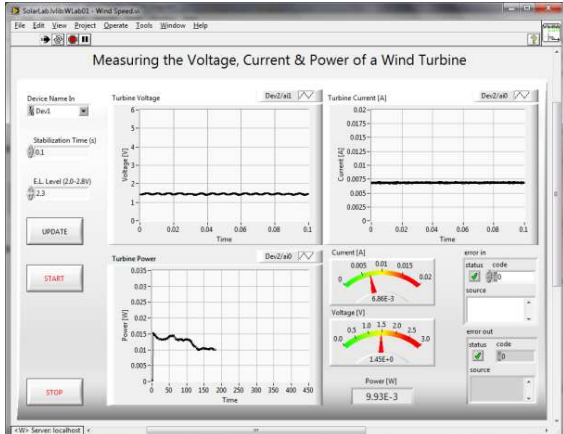 SolarLab.lvlib:WLab01 - Wind Speed.vi
File Edit View Project Operate Tools Window Help
Measuring the Voltage, Current & Power of a Wind Turbine
Device Name In
Dev1
Stabilization Time (s)
0.1
E.L. Level (2.0-2.8V)
2.3
UPDATE
START
STOP
Turbine Voltage
Dev2/ai1
Voltage [V]
6
5
4
3
2
1
0
0 0.02 0.04 0.06 0.08 0.1
Time
Turbine Current [A]
Dev2/ai0
Current [A]
0.02
0.0175
0.015
0.0125
0.01
0.0075
0.005
0.0025
0
0 0.02 0.04 0.06 0.08 0.1
Time
Turbine Power
Dev2/ai0
Power [W]
0.035
0.03
0.025
0.02
0.015
0.01
0.005
0
0 50 100 150 200 250 300 350 400 450
Time
Current [A]
0 0.005 0.01 0.015 0.02
6.86E-3
Voltage [V]
0.0 0.5 1.0 1.5 2.0 2.5 3.0
1.45E+0
Power [W]
9.93E-3
error in
status code
0
source
error out
status code
0
source
<W> Server: localhost